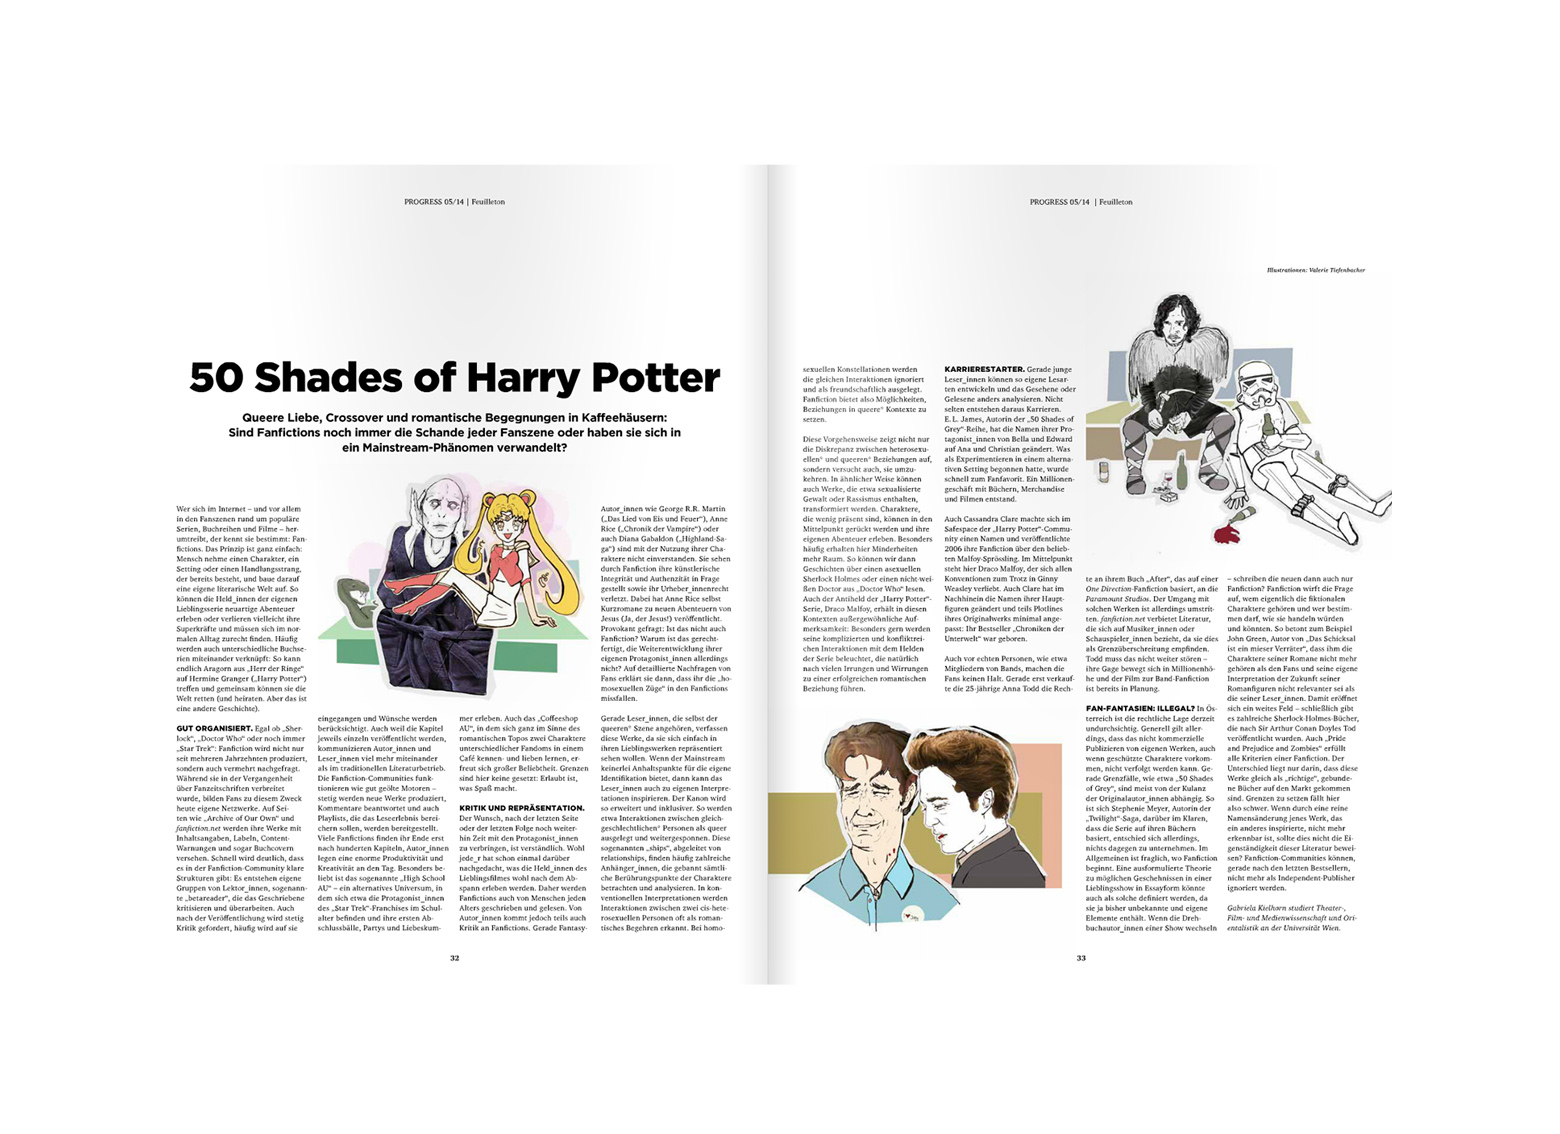 PROGRESS 05/14 | Feuilleton
50 Shades of Harry Potter
Queere Liebe, Crossover und romantische Begegnungen in Kaffeehäusern:
Sind Fanfictions noch immer die Schande jeder Fanszene oder haben sie sich in
ein Mainstream-Phänomen verwandelt?
Wer sich im Internet – und vor allem
in den Fanszenen rund um populäre
Serien, Buchreihen und Filme – her-
umtreibt, der kennt sie bestimmt: Fan-
fictions. Das Prinzip ist ganz einfach:
Mensch nehme einen Charakter, ein
Setting oder einen Handlungsstrang,
der bereits besteht, und baue darauf
eine eigene literarische Welt auf. So
können die Held_innen der eigenen
Lieblingsserie neuartige Abenteuer
erleben oder verlieren vielleicht ihre
Superkräfte und müssen sich im nor-
malen Alltag zurecht finden. Häufig
werden auch unterschiedliche Buchse-
rien miteinander verknüpft: So kann
endlich Aragorn aus „Herr der Ringe“
auf Hermine Granger („Harry Potter“)
treffen und gemeinsam können sie die
Welt retten (und heiraten. Aber das ist
eine andere Geschichte).
GUT ORGANISIERT. Egal ob „Sher-
lock“, „Doctor Who“ oder noch immer
„Star Trek“: Fanfiction wird nicht nur
seit mehreren Jahrzehnten produziert,
sondern auch vermehrt nachgefragt.
Während sie in der Vergangenheit
über Fanzeitschriften verbreitet
wurde, bilden Fans zu diesem Zweck
heute eigene Netzwerke. Auf Sei-
ten wie „Archive of Our Own“ und
fanfiction.net werden ihre Werke mit
Inhaltsangaben, Labeln, Content-
Warnungen und sogar Buchcovern
versehen. Schnell wird deutlich, dass
es in der Fanfiction-Community klare
Strukturen gibt: Es entstehen eigene
Gruppen von Lektor_innen, sogenann-
te „betareader“, die das Geschriebene
kritisieren und überarbeiten. Auch
nach der Veröffentlichung wird stetig
Kritik gefordert, häufig wird auf sie
eingegangen und Wünsche werden
berücksichtigt. Auch weil die Kapitel
jeweils einzeln veröffentlicht werden,
kommunizieren Autor_innen und
Leser_innen viel mehr miteinander
als im traditionellen Literaturbetrieb.
Die Fanfiction-Communities funk-
tionieren wie gut geölte Motoren –
stetig werden neue Werke produziert,
Kommentare beantwortet und auch
Playlists, die das Leseerlebnis berei-
chern sollen, werden bereitgestellt.
Viele Fanfictions finden ihr Ende erst
nach hunderten Kapiteln, Autor_innen
legen eine enorme Produktivität und
Kreativität an den Tag. Besonders be-
liebt ist das sogenannte „High School
AU“ – ein alternatives Universum, in
dem sich etwa die Protagonist_innen
des „Star Trek“-Franchises im Schul-
alter befinden und ihre ersten Ab-
schlussbälle, Partys und Liebeskum-
mer erleben. Auch das „Coffeeshop
AU“, in dem sich ganz im Sinne des
romantischen Topos zwei Charaktere
unterschiedlicher Fandoms in einem
Café kennen- und lieben lernen, er-
freut sich großer Beliebtheit. Grenzen
sind hier keine gesetzt: Erlaubt ist,
was Spaß macht.
KRITIK UND REPRÄSENTATION.
Der Wunsch, nach der letzten Seite
oder der letzten Folge noch weiter-
hin Zeit mit den Protagonist_innen
zu verbringen, ist verständlich. Wohl
jede_r hat schon einmal darüber
nachgedacht, was die Held_innen des
Lieblingsfilmes wohl nach dem Ab-
spann erleben werden. Daher werden
Fanfictions auch von Menschen jeden
Alters geschrieben und gelesen. Von
Autor_innen kommt jedoch teils auch
Kritik an Fanfictions. Gerade Fantasy-
Autor_innen wie George R.R. Martin
(„Das Lied von Eis und Feuer“), Anne
Rice („Chronik der Vampire“) oder
auch Diana Gabaldon („Highland-Sa-
ga“) sind mit der Nutzung ihrer Cha-
raktere nicht einverstanden. Sie sehen
durch Fanfiction ihre künstlerische
Integrität und Authenzität in Frage
gestellt sowie ihr Urheber_innenrecht
verletzt. Dabei hat Anne Rice selbst
Kurzromane zu neuen Abenteuern von
Jesus (Ja, der Jesus!) veröffentlicht.
Provokant gefragt: Ist das nicht auch
Fanfiction? Warum ist das gerecht-
fertigt, die Weiterentwicklung ihrer
eigenen Protagonist_innen allerdings
nicht? Auf detaillierte Nachfragen von
Fans erklärt sie dann, dass ihr die „ho-
mosexuellen Züge“ in den Fanfictions
missfallen.
Gerade Leser_innen, die selbst der
queeren* Szene angehören, verfassen
diese Werke, da sie sich einfach in
ihren Lieblingswerken repräsentiert
sehen wollen. Wenn der Mainstream
keinerlei Anhaltspunkte für die eigene
Identifikation bietet, dann kann das
Leser_innen auch zu eigenen Interpre-
tationen inspirieren. Der Kanon wird
so erweitert und inklusiver. So werden
etwa Interaktionen zwischen gleich-
geschlechtlichen* Personen als queer
ausgelegt und weitergesponnen. Diese
sogenannten „ships“, abgeleitet von
relationships, finden häufig zahlreiche
Anhänger_innen, die gebannt sämtli-
che Berührungspunkte der Charaktere
betrachten und analysieren. In kon-
ventionellen Interpretationen werden
Interaktionen zwischen zwei cis-hete-
rosexuellen Personen oft als roman-
tisches Begehren erkannt. Bei homo-
32
PROGRESS 05/14 | Feuilleton
Illustrationen: Valerie Tiefenbacher
sexuellen Konstellationen werden
die gleichen Interaktionen ignoriert
und als freundschaftlich ausgelegt.
Fanfiction bietet also Möglichkeiten,
Beziehungen in queere* Kontexte zu
setzen.
Diese Vorgehensweise zeigt nicht nur
die Diskrepanz zwischen heterosexu-
ellen* und queeren* Beziehungen auf,
sondern versucht auch, sie umzu-
kehren. In ähnlicher Weise können
auch Werke, die etwa sexualisierte
Gewalt oder Rassismus enthalten,
transformiert werden. Charaktere,
die wenig präsent sind, können in den
Mittelpunkt gerückt werden und ihre
eigenen Abenteuer erleben. Besonders
häufig erhalten hier Minderheiten
mehr Raum. So können wir dann
Geschichten über einen asexuellen
Sherlock Holmes oder einen nicht-wei-
ßen Doctor aus „Doctor Who“ lesen.
Auch der Antiheld der „Harry Potter“-
Serie, Draco Malfoy, erhält in diesen
Kontexten außergewöhnliche Auf-
merksamkeit: Besonders gern werden
seine komplizierten und konfliktrei-
chen Interaktionen mit dem Helden
der Serie beleuchtet, die natürlich
nach vielen Irrungen und Wirrungen
zu einer erfolgreichen romantischen
Beziehung führen.
KARRIERESTARTER. Gerade junge
Leser_innen können so eigene Lesar-
ten entwickeln und das Gesehene oder
Gelesene anders analysieren. Nicht
selten entstehen daraus Karrieren.
E.L. James, Autorin der „50 Shades of
Grey“-Reihe, hat die Namen ihrer Pro-
tagonist_innen von Bella und Edward
auf Ana und Christian geändert. Was
als Experimentieren in einem alterna-
tiven Setting begonnen hatte, wurde
schnell zum Fanfavorit. Ein Millionen-
geschäft mit Büchern, Merchandise
und Filmen entstand.
Auch Cassandra Clare machte sich im
Safespace der „Harry Potter“-Commu-
nity einen Namen und veröffentlichte
2006 ihre Fanfiction über den belieb-
ten Malfoy-Sprössling. Im Mittelpunkt
steht hier Draco Malfoy, der sich allen
Konventionen zum Trotz in Ginny
Weasley verliebt. Auch Clare hat im
Nachhinein die Namen ihrer Haupt-
figuren geändert und teils Plotlines
ihres Originalwerks minimal ange-
passt: Ihr Bestseller „Chroniken der
Unterwelt“ war geboren.
Auch vor echten Personen, wie etwa
Mitgliedern von Bands, machen die
Fans keinen Halt. Gerade erst verkauf-
te die 25-jährige Anna Todd die Rech-
te an ihrem Buch „After“, das auf einer
One Direction-Fanfiction basiert, an die
Paramount Studios. Der Umgang mit
solchen Werken ist allerdings umstrit-
ten. fanfiction.net verbietet Literatur,
die sich auf Musiker_innen oder
Schauspieler_innen bezieht, da sie dies
als Grenzüberschreitung empfinden.
Todd muss das nicht weiter stören –
ihre Gage bewegt sich in Millionenhö-
he und der Film zur Band-Fanfiction
ist bereits in Planung.
FAN-FANTASIEN: ILLEGAL? In Ös-
terreich ist die rechtliche Lage derzeit
undurchsichtig. Generell gilt aller-
dings, dass das nicht kommerzielle
Publizieren von eigenen Werken, auch
wenn geschützte Charaktere vorkom-
men, nicht verfolgt werden kann. Ge-
rade Grenzfälle, wie etwa „50 Shades
of Grey“, sind meist von der Kulanz
der Originalautor_innen abhängig. So
ist sich Stephenie Meyer, Autorin der
„Twilight“-Saga, darüber im Klaren,
dass die Serie auf ihren Büchern
basiert, entschied sich allerdings,
nichts dagegen zu unternehmen. Im
Allgemeinen ist fraglich, wo Fanfiction
beginnt. Eine ausformulierte Theorie
zu möglichen Geschehnissen in einer
Lieblingsshow in Essayform könnte
auch als solche definiert werden, da
sie ja bisher unbekannte und eigene
Elemente enthält. Wenn die Dreh-
buchautor_innen einer Show wechseln
– schreiben die neuen dann auch nur
Fanfiction? Fanfiction wirft die Frage
auf, wem eigentlich die fiktionalen
Charaktere gehören und wer bestim-
men darf, wie sie handeln würden
und könnten. So betont zum Beispiel
John Green, Autor von „Das Schicksal
ist ein mieser Verräter“, dass ihm die
Charaktere seiner Romane nicht mehr
gehören als den Fans und seine eigene
Interpretation der Zukunft seiner
Romanfiguren nicht relevanter sei als
die seiner Leser_innen. Damit eröffnet
sich ein weites Feld – schließlich gibt
es zahlreiche Sherlock-Holmes-Bücher,
die nach Sir Arthur Conan Doyles Tod
veröffentlicht wurden. Auch „Pride
and Prejudice and Zombies“ erfüllt
alle Kriterien einer Fanfiction. Der
Unterschied liegt nur darin, dass diese
Werke gleich als „richtige“, gebunde-
ne Bücher auf den Markt gekommen
sind. Grenzen zu setzen fällt hier
also schwer. Wenn durch eine reine
Namensänderung jenes Werk, das
ein anderes inspirierte, nicht mehr
erkennbar ist, sollte dies nicht die Ei-
genständigkeit dieser Literatur bewei-
sen? Fanfiction-Communities können,
gerade nach den letzten Bestsellern,
nicht mehr als Independent-Publisher
ignoriert werden.
Gabriela Kielhorn studiert Theater-,
Film- und Medienwissenschaft und Ori-
entalistik an der Universität Wien.
33